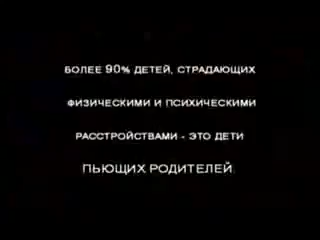 БОЛЕЕ 90% ДЕТЕЙ, СТРАДАЮЩИХ
ФИЗИЧЕСКИМИ И ПСИХИЧЕСКИМИ
РАССТРОЙСТВАМИ - ЭТО ДЕТИ
ПЬЮЩИХ РОДИТЕЛЕЙ